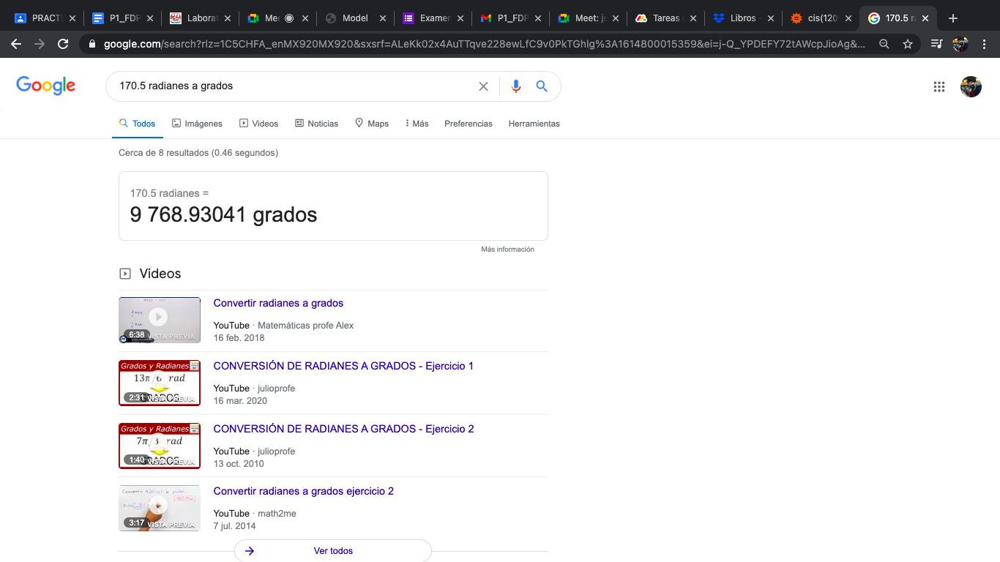 PRACTI
P1_FDP
Laborat
Mee
Model
Examen
P1_FDP
Meet: js
Tareas
Libros -
cis(120
170.5 r
google.com/search?rlz=1C5CHFA_enMX920MX920&sxsrf=ALeKk02x4AuTTqve228ewLfC9v0PkTGhlg%3A1614800015359&ei=j-Q_YPDEFY72tAWcpJioAg&...
Google
170.5 radianes a grados
Todos
Imágenes
Videos
Noticias
Maps
Más
Preferencias
Herramientas
Cerca de 8 resultados (0.46 segundos)
170.5 radianes =
9 768.93041 grados
Más información
Videos
Convertir radianes a grados
YouTube · Matemáticas profe Alex
16 feb. 2018
6:38
VISTA PREVIA
CONVERSIÓN DE RADIANES A GRADOS - Ejercicio 1
YouTube · julioprofe
16 mar. 2020
Grados y Radianes
13π/6 rad
GRADOS
2:31
VISTA PREVIA
CONVERSIÓN DE RADIANES A GRADOS - Ejercicio 2
YouTube · julioprofe
13 oct. 2010
Grados y Radianes
7π/3 rad
GRADOS
1:40
VISTA PREVIA
Convertir radianes a grados ejercicio 2
YouTube · math2me
7 jul. 2014
3:17
VISTA PREVIA
Ver todos